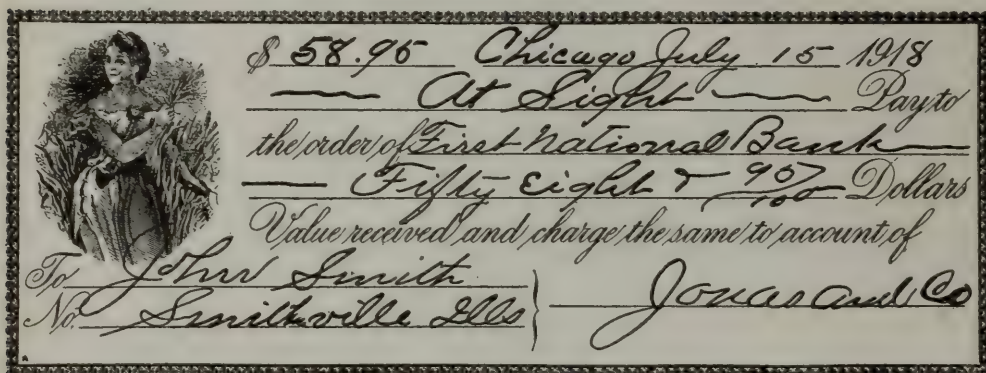 $ 58.95 Chicago July 15 1918
At Sight Pay to
the order of First National Bank
Fifty Eight & 95/100 Dollars
Value received and charge the same to account of
To John Smith
No. Smithville Ills
Jones and Co